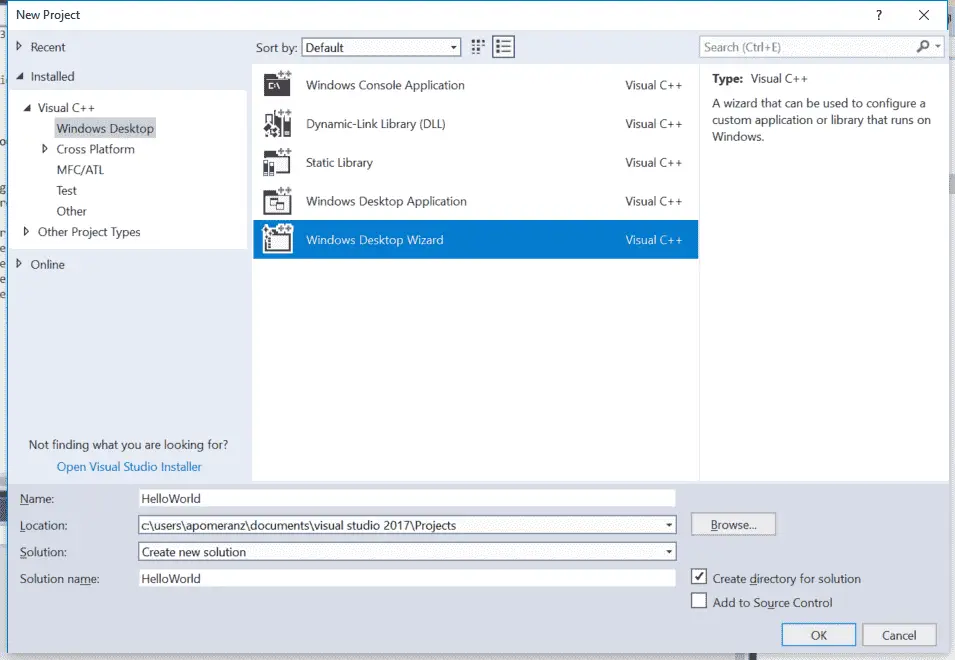 New Project
?
Recent
Sort by: Default
Search (Ctrl+E)
Installed
Visual C++
Windows Desktop
Cross Platform
MFC/ATL
Test
Other
Other Project Types
Online
Not finding what you are looking for?
Open Visual Studio Installer
Windows Console Application Visual C++
Dynamic-Link Library (DLL) Visual C++
Static Library Visual C++
Windows Desktop Application Visual C++
Windows Desktop Wizard Visual C++
Type: Visual C++
A wizard that can be used to configure a
custom application or library that runs on
Windows.
Name: HelloWorld
Location: c:\users\apomeranz\documents\visual studio 2017\Projects
Browse...
Solution: Create new solution
Solution name: HelloWorld
Create directory for solution
Add to Source Control
OK Cancel